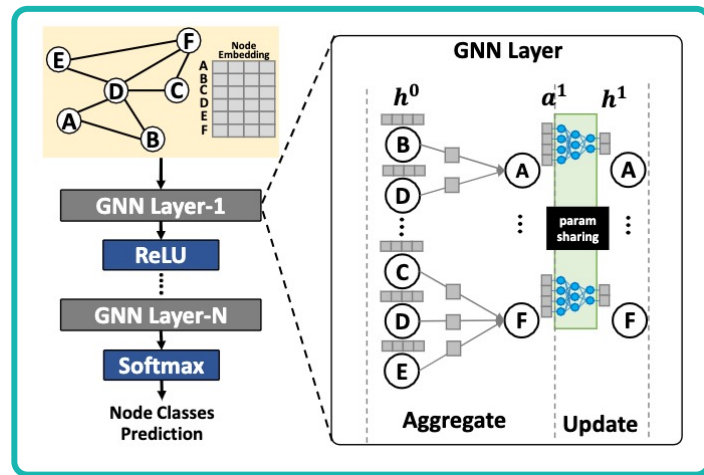 E
F
D
C
A
B
Node
Embedding
A
B
C
D
E
F
GNN Layer-1
ReLU
GNN Layer-N
Softmax
Node Classes
Prediction
GNN Layer
h⁰
a¹
h¹
B
D
A
A
param
sharing
C
D
E
F
F
Aggregate
Update